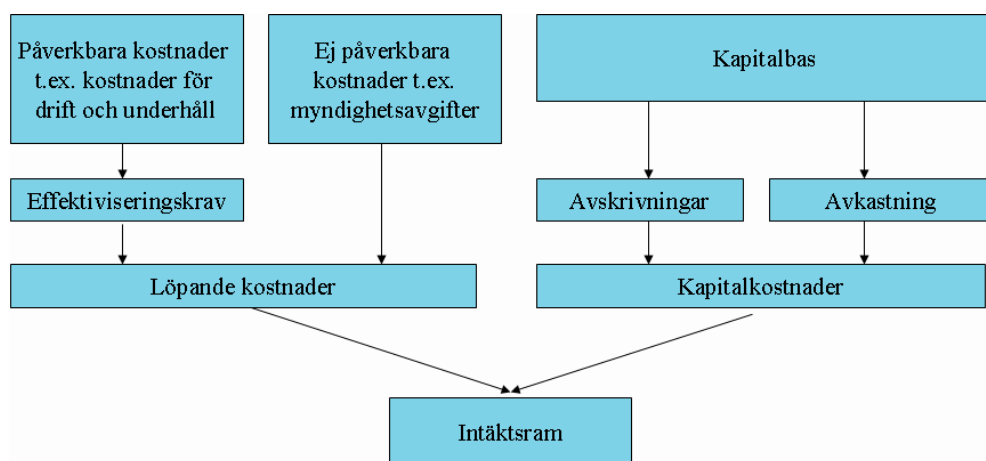 Påverkbara kostnader
t.ex. kostnader för
drift och underhåll
Ej påverkbara
kostnader t.ex.
myndighetsavgifter
Kapitalbas
Effektiviseringskrav
Avskrivningar
Avkastning
Löpande kostnader
Kapitalkostnader
Intäktsram